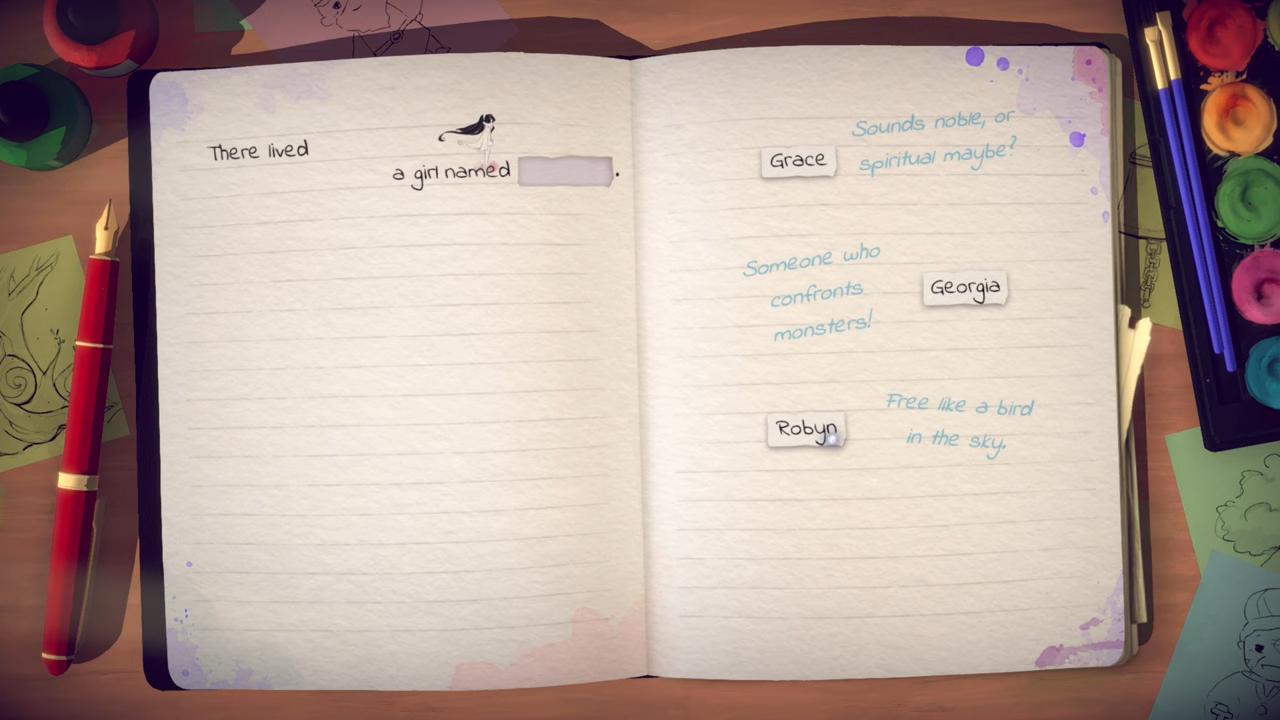 There lived
a girl named .
Grace
Sounds noble, or
spiritual maybe?
Someone who
confronts
monsters!
Georgia
Robyn
Free like a bird
in the sky.